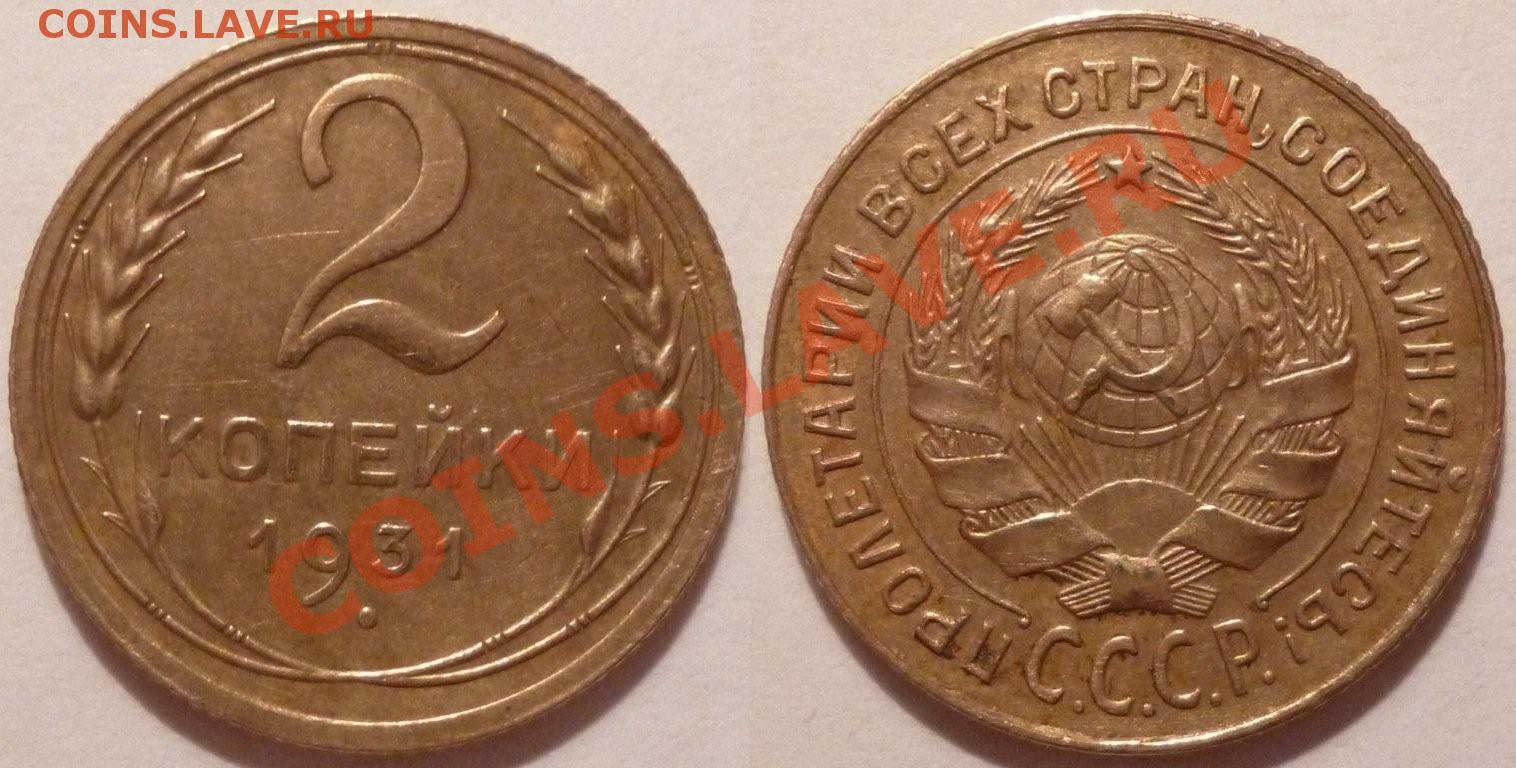 COINS.LAVE.RU
2
КОПЕЙКИ
1931
ПРОЛЕТАРИИ ВСЕХ СТРАН, СОЕДИНЯЙТЕСЬ!
С.С.С.Р.
COINS.LAVE.RU